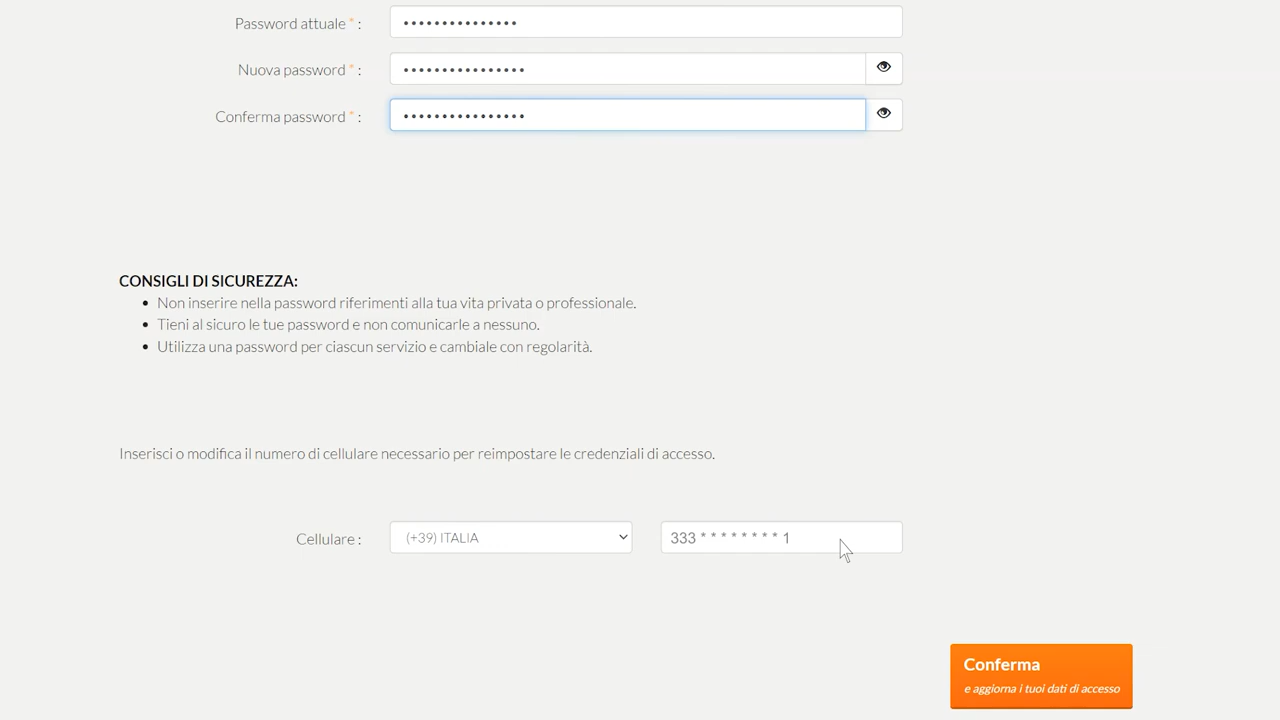 Password attuale * : •••••••••••••••
Nuova password * : ••••••••••••••••
Conferma password * : ••••••••••••••••
CONSIGLI DI SICUREZZA:
• Non inserire nella password riferimenti alla tua vita privata o professionale.
• Tieni al sicuro le tue password e non comunicarle a nessuno.
• Utilizza una password per ciascun servizio e cambiale con regolarità.
Inserisci o modifica il numero di cellulare necessario per reimpostare le credenziali di accesso.
Cellulare : (+39) ITALIA 333 * * * * * * * * 1
Conferma
e aggiorna i tuoi dati di accesso